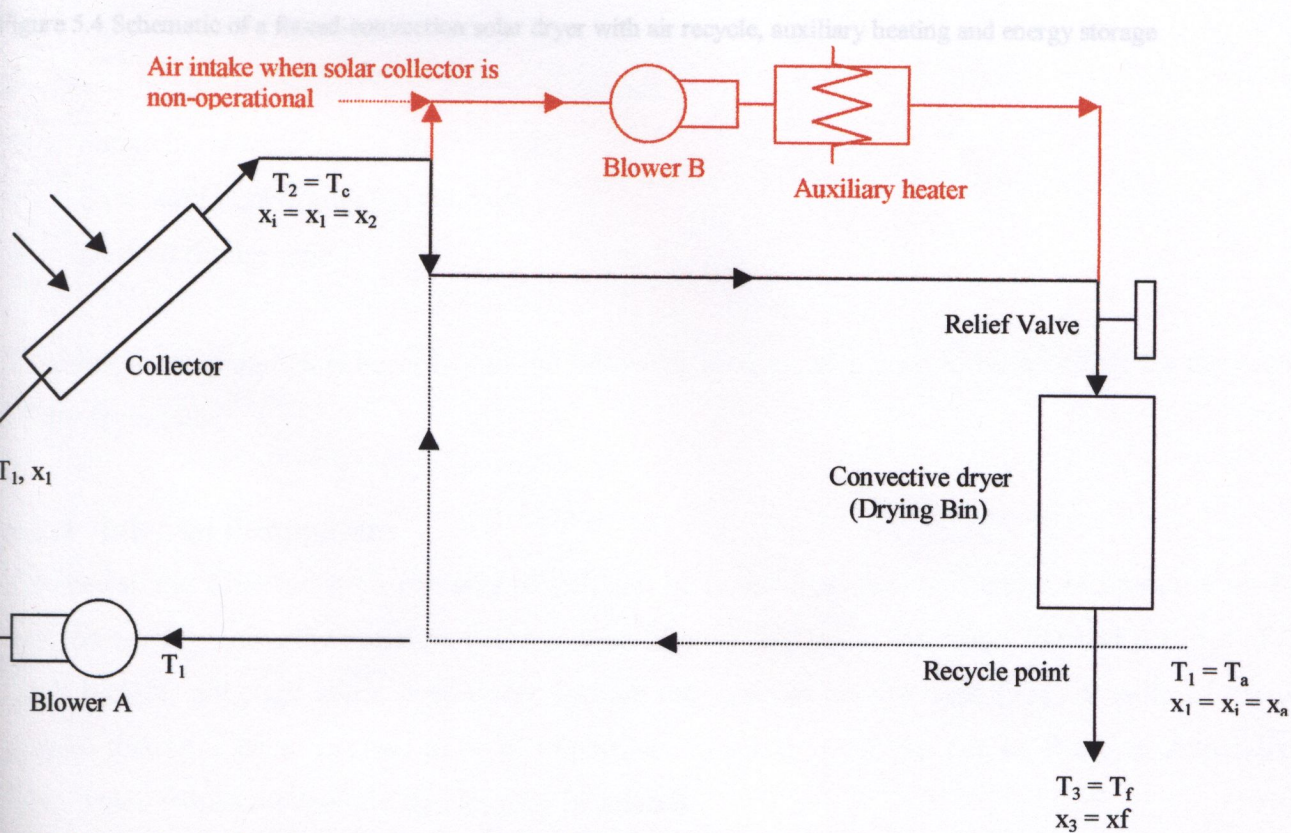 Figure 5.4 Schematic of a forced-convection solar dryer with air recycle, auxiliary heating and energy storage
Air intake when solar collector is
non-operational
Blower B
Auxiliary heater
T₂ = T꜀
xᵢ = x₁ = x₂
Relief Valve
Collector
T₁, x₁
Convective dryer
(Drying Bin)
T₁
Blower A
Recycle point
T₁ = Tₐ
x₁ = xᵢ = xₐ
T₃ = T_f
x₃ = xf